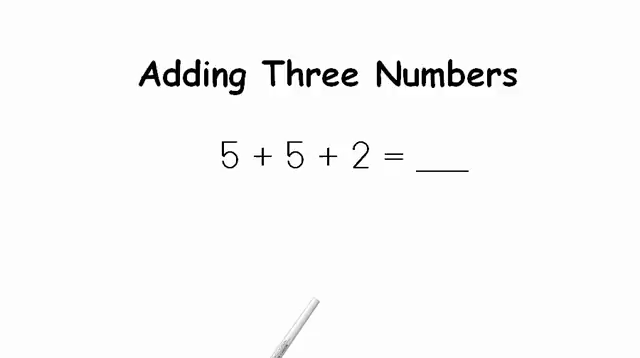 Adding Three Numbers
5 + 5 + 2 = ___